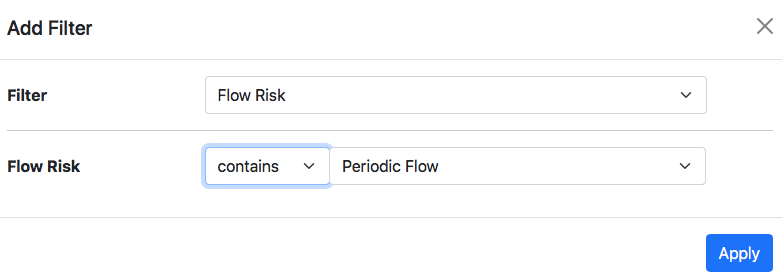 Add Filter
Filter Flow Risk
Flow Risk contains Periodic Flow
Apply